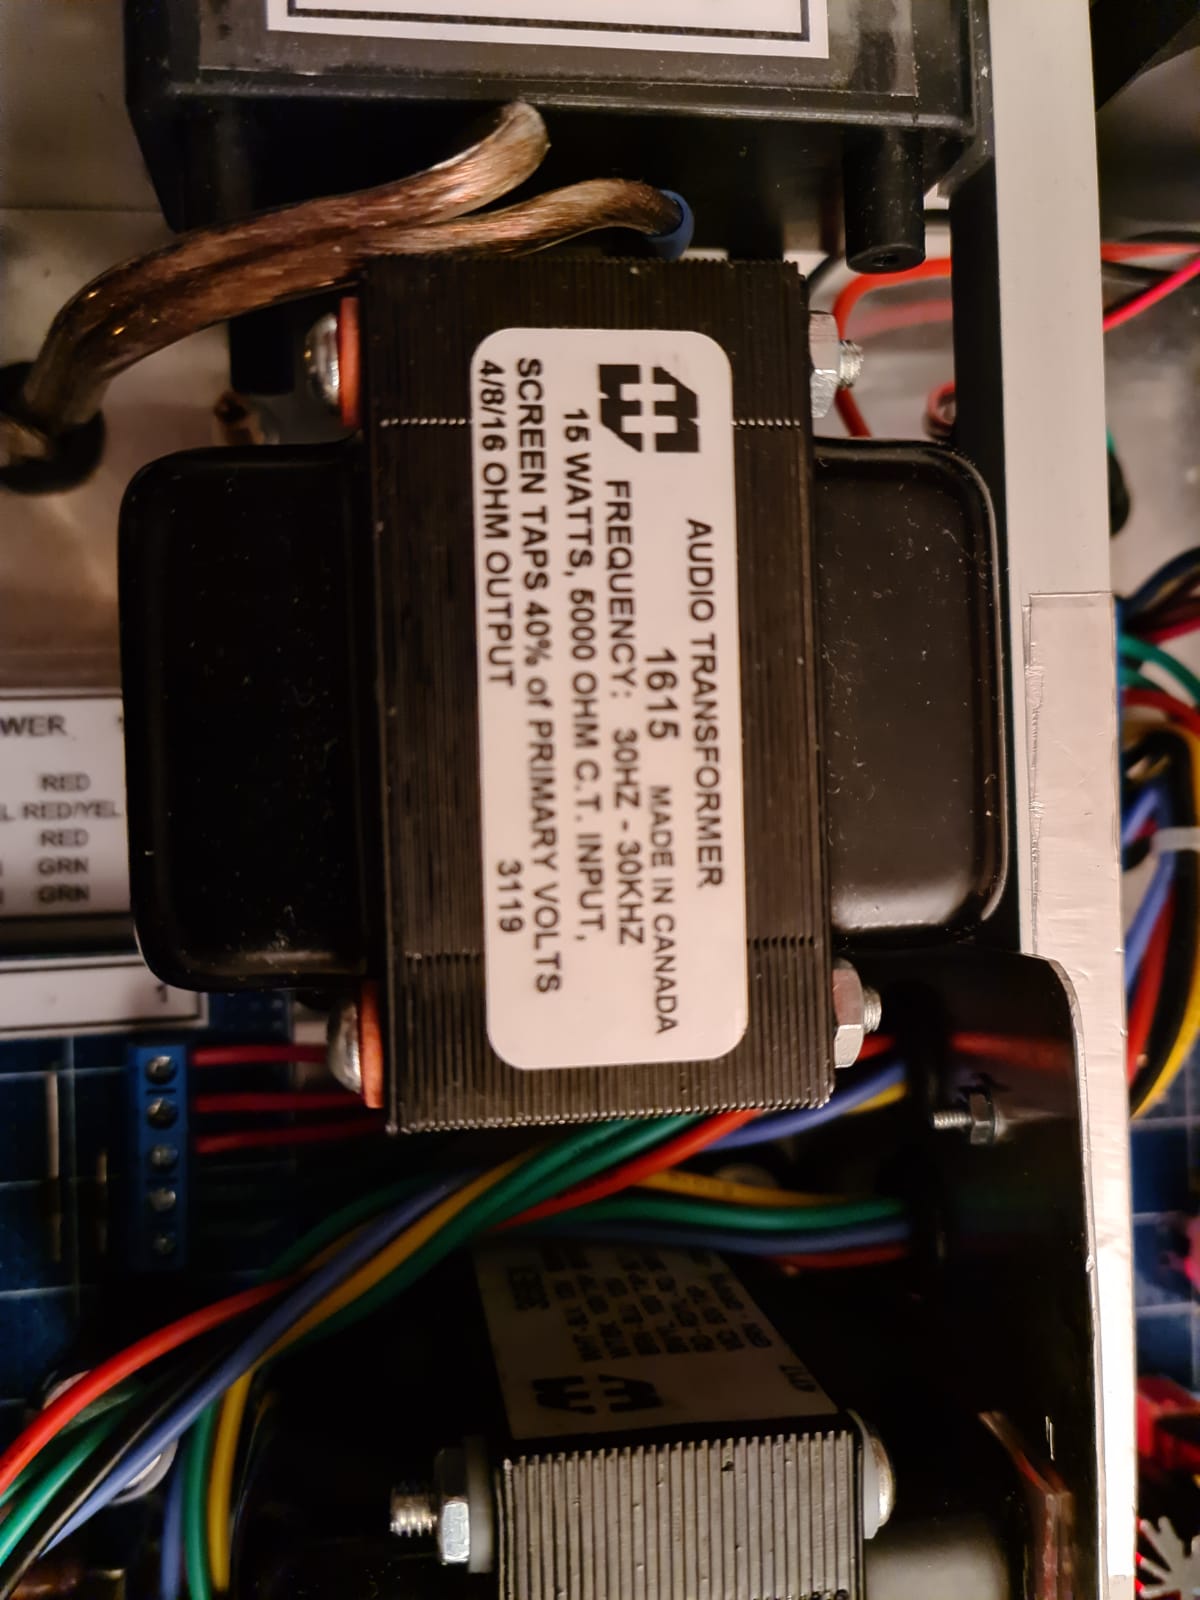 AUDIO TRANSFORMER
1615 MADE IN CANADA
FREQUENCY: 30HZ - 30KHZ
15 WATTS, 5000 OHM C.T. INPUT,
SCREEN TAPS 40% of PRIMARY VOLTS
4/8/16 OHM OUTPUT 3119
WER
RED
RED/YEL
RED
GRN
GRN
1